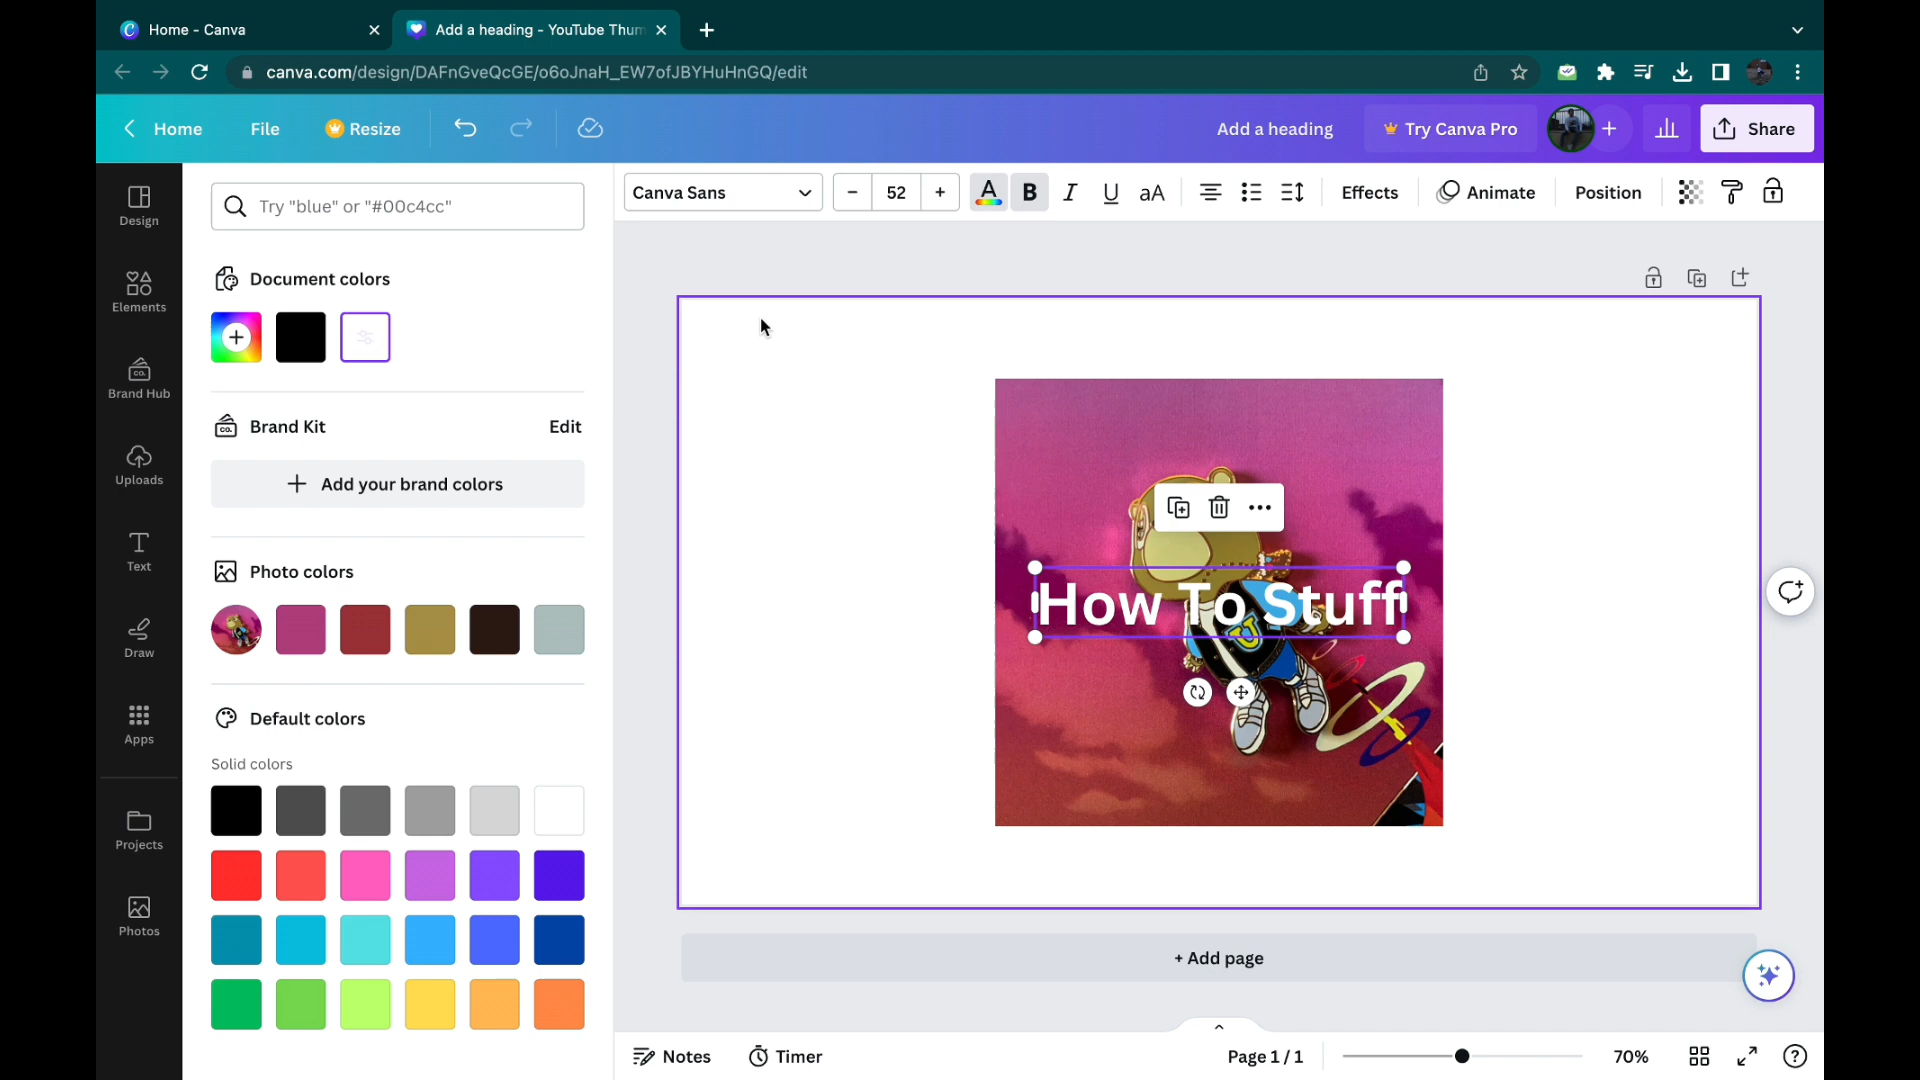 Home - Canva
Add a heading - YouTube Thum
canva.com/design/DAFnGveQcGE/o6oJnaH_EW7ofJBYHuHnGQ/edit
Home
File
Resize
Add a heading
Try Canva Pro
Share
Design
Elements
Brand Hub
Uploads
Text
Draw
Apps
Projects
Photos
Try "blue" or "#00c4cc"
Document colors
Brand Kit
Edit
Add your brand colors
Photo colors
Default colors
Solid colors
Canva Sans
52
B
aA
Effects
Animate
Position
How To Stuff
U
+ Add page
Notes
Timer
Page 1 / 1
70%